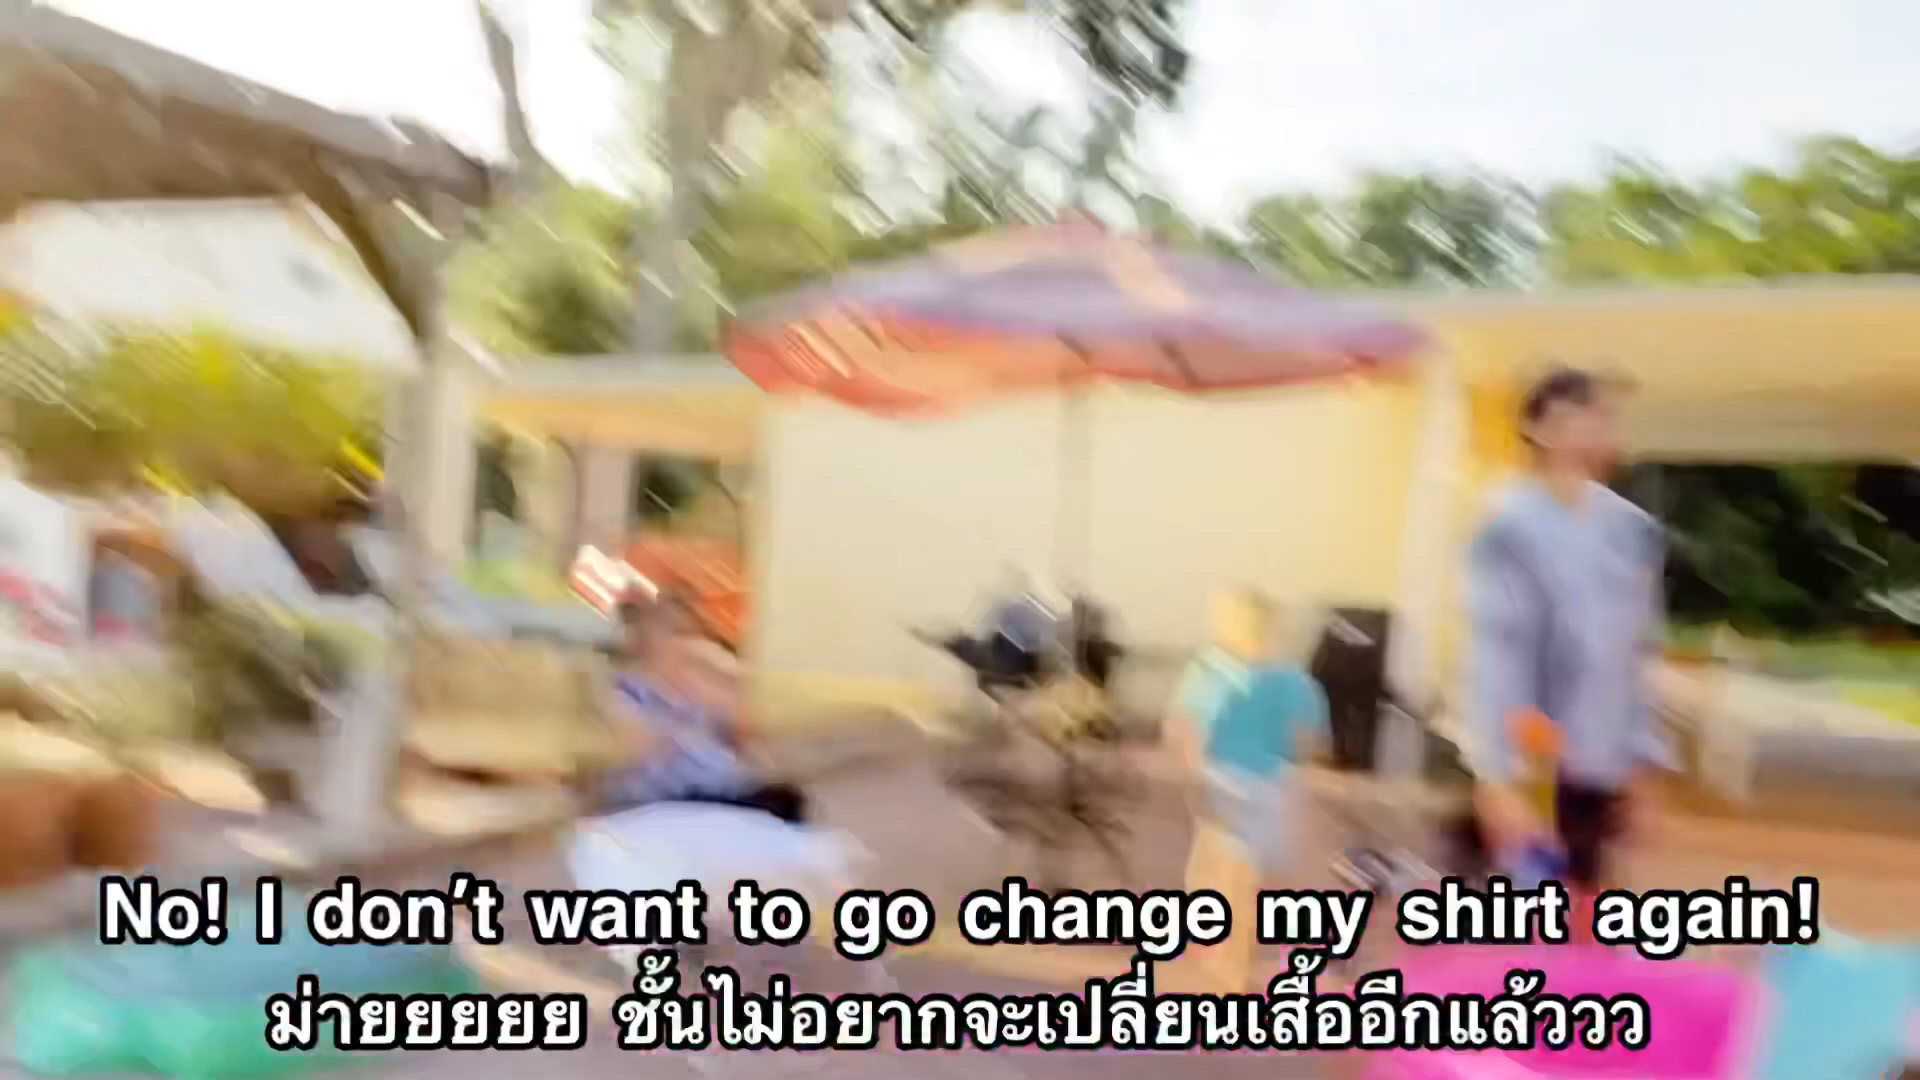 No! I don't want to go change my shirt again!
ม่ายยยยยย ชั้นไม่อยากจะเปลี่ยนเสื้ออีกแล้ววว